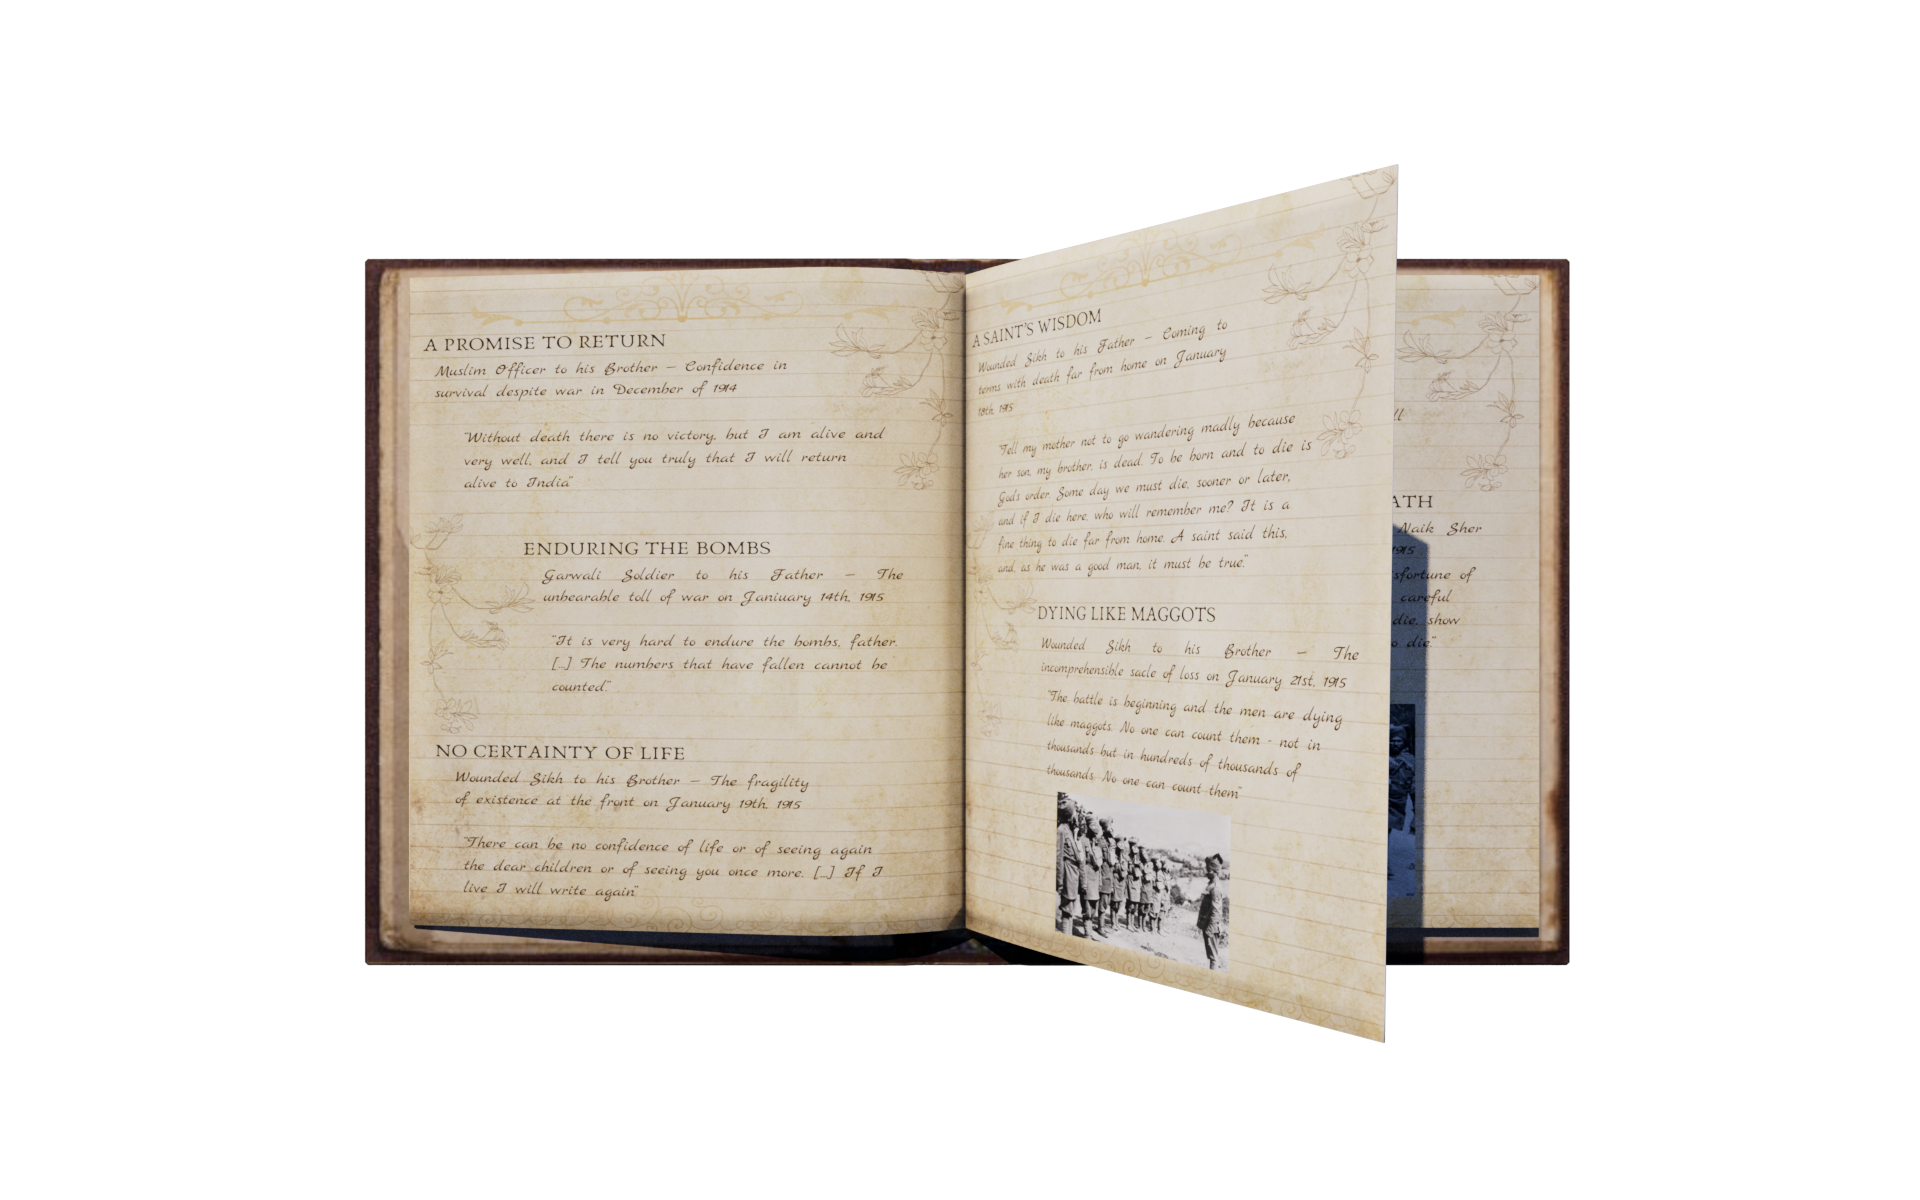 A PROMISE TO RETURN
Muslim Officer to his Brother – Confidence in
survival despite war in December of 1914
"Without death there is no victory, but I am alive and
very well, and I tell you truly that I will return
alive to India"
ENDURING THE BOMBS
Garwali Soldier to his Father – The
unbearable toll of war on Janiuary 14th, 1915
"It is very hard to endure the bombs, father.
[...] The numbers that have fallen cannot be
counted."
NO CERTAINTY OF LIFE
Wounded Sikh to his Brother – The fragility
of existence at the front on January 19th, 1915
"There can be no confidence of life or of seeing again
the dear children or of seeing you once more. [...] If I
live I will write again"
A SAINT'S WISDOM
Wounded Sikh to his Father – Coming to
terms with death far from home on January
18th, 1915
"Tell my mother not to go wandering madly because
her son, my brother, is dead. To be born and to die is
Gods order. Some day we must die, sooner or later,
and if I die here, who will remember me? It is a
fine thing to die far from home. A saint said this,
and, as he was a good man, it must be true."
DYING LIKE MAGGOTS
Wounded Sikh to his Brother – The
incomprehensible sacle of loss on January 21st, 1915
"The battle is beginning and the men are dying
like maggots. No one can count them - not in
thousands but in hundreds of thousands of
thousands. No one can count them"
ATH
Naik Sher
1915
sfortune of
careful
die, show
o die."